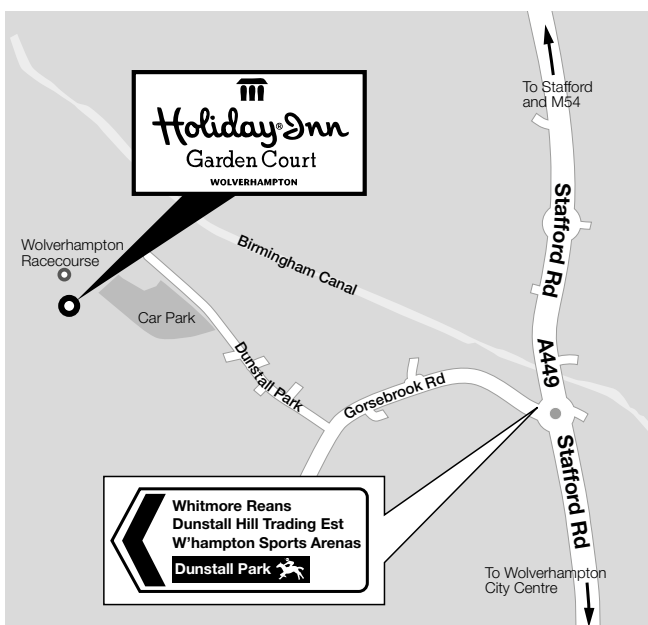 To Stafford
and M54
Holiday Inn®
Garden Court
WOLVERHAMPTON
Stafford Rd
Wolverhampton
Racecourse
Birmingham Canal
Car Park
A449
Dunstall Park
Gorsebrook Rd
Stafford Rd
Whitmore Reans
Dunstall Hill Trading Est
W'hampton Sports Arenas
Dunstall Park
To Wolverhampton
City Centre